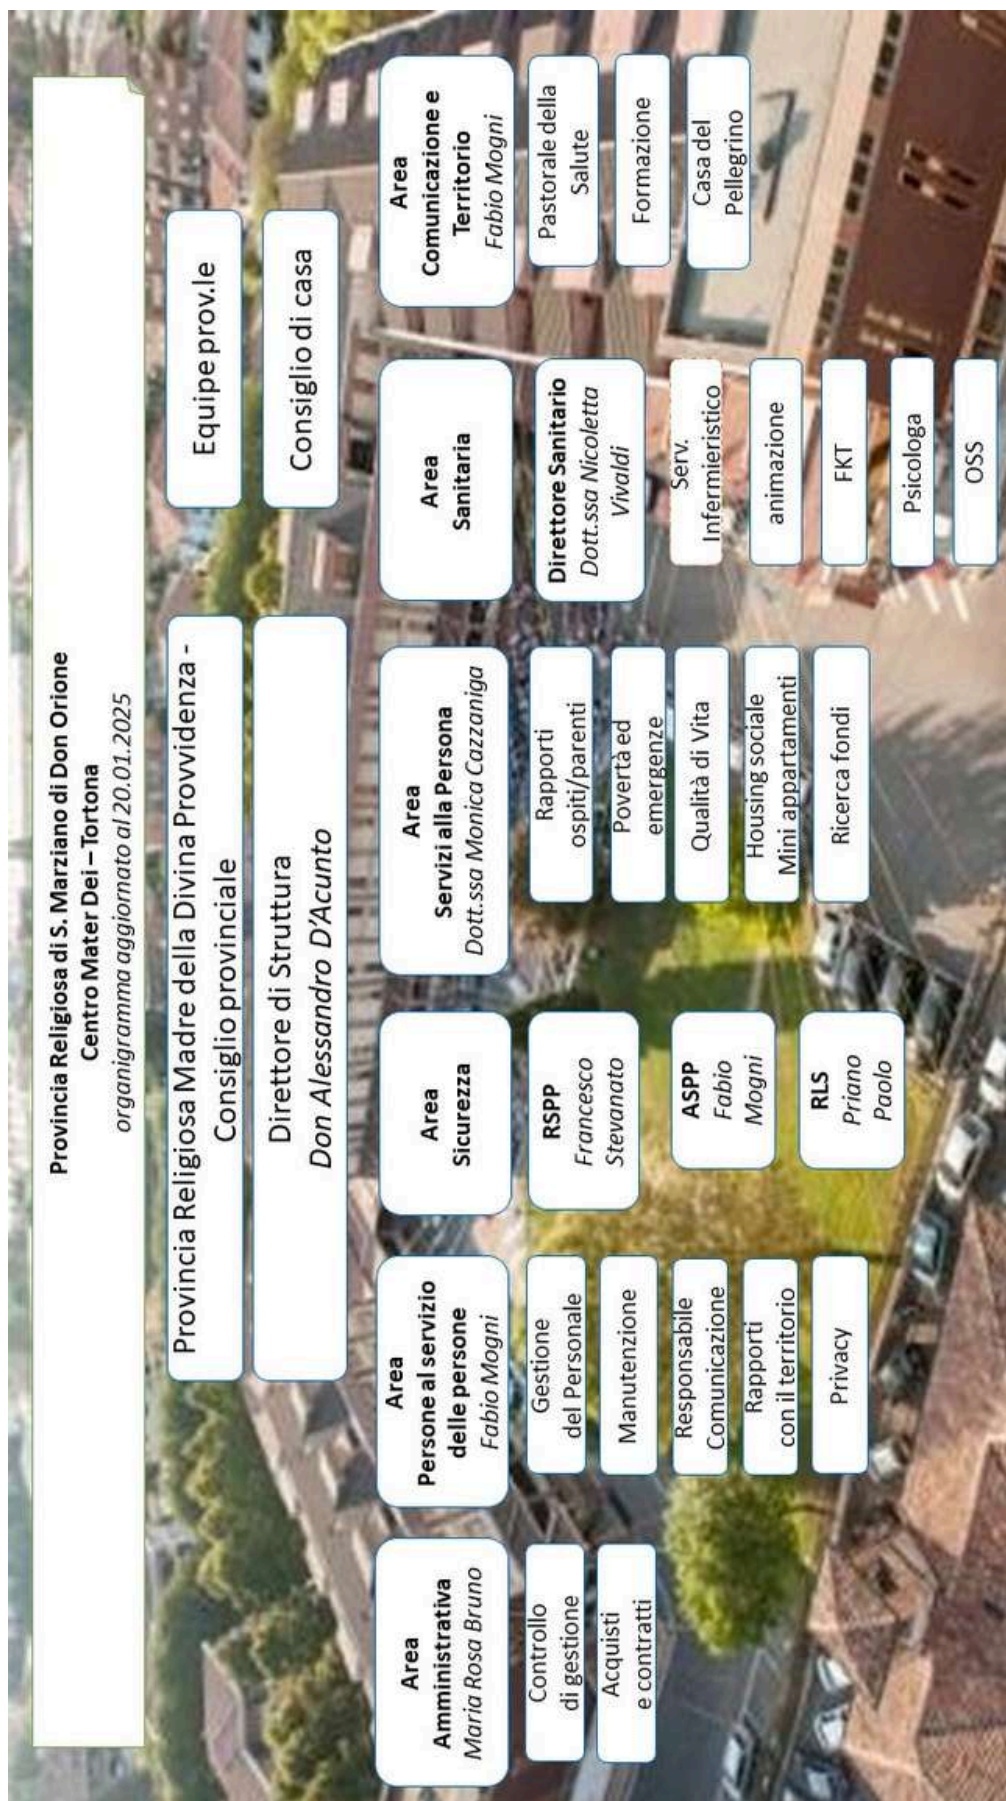 Provincia Religiosa di S. Marziano di Don Orione
Centro Mater Dei – Tortona
organigramma aggiornato al 20.01.2025
Provincia Religiosa Madre della Divina Provvidenza -
Consiglio provinciale
Equipe prov.le
Direttore di Struttura
Don Alessandro D'Acunto
Consiglio di casa
Area
Amministrativa
Maria Rosa Bruno
Controllo
di gestione
Acquisti
e contratti
Area
Persone al servizio
delle persone
Fabio Mogni
Gestione
del Personale
Manutenzione
Responsabile
Comunicazione
Rapporti
con il territorio
Privacy
Area
Sicurezza
RSPP
Francesco
Stevanato
ASPP
Fabio
Mogni
RLS
Priano
Paolo
Area
Servizi alla Persona
Dott.ssa Monica Cazzaniga
Rapporti
ospiti/parenti
Povertà ed
emergenze
Qualità di Vita
Housing sociale
Mini appartamenti
Ricerca fondi
Area
Sanitaria
Direttore Sanitario
Dott.ssa Nicoletta
Vivaldi
Serv.
Infermieristico
animazione
FKT
Psicologa
OSS
Area
Comunicazione e
Territorio
Fabio Mogni
Pastorale della
Salute
Formazione
Casa del
Pellegrino